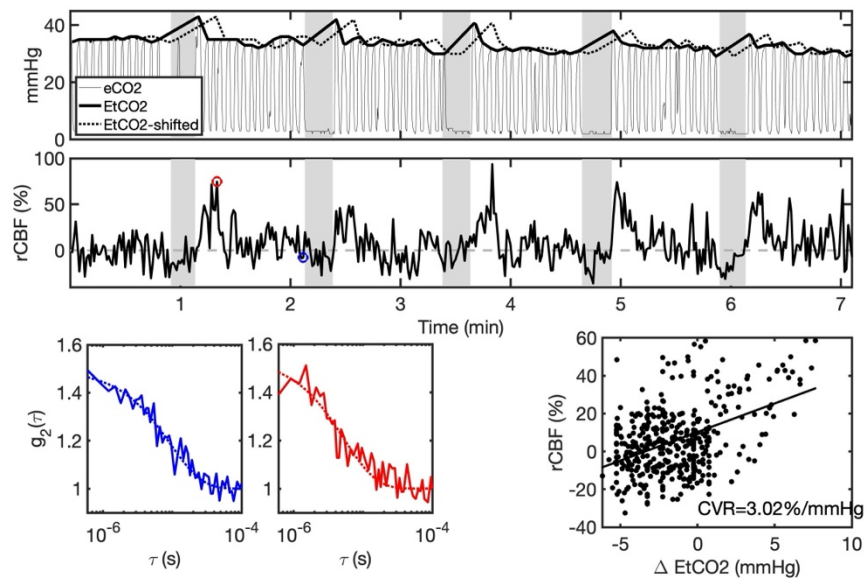 mmHg
40
20
0
eCO2
EtCO2
EtCO2-shifted
rCBF (%)
100
50
0
1 2 3 4 5 6 7
Time (min)
g₂(τ)
1.6
1.4
1.2
1
10⁻⁶ 10⁻⁴
τ (s)
1.6
1.4
1.2
1
10⁻⁶ 10⁻⁴
τ (s)
rCBF (%)
60
40
20
0
-20
-40
CVR=3.02%/mmHg
-5 0 5 10
Δ EtCO2 (mmHg)